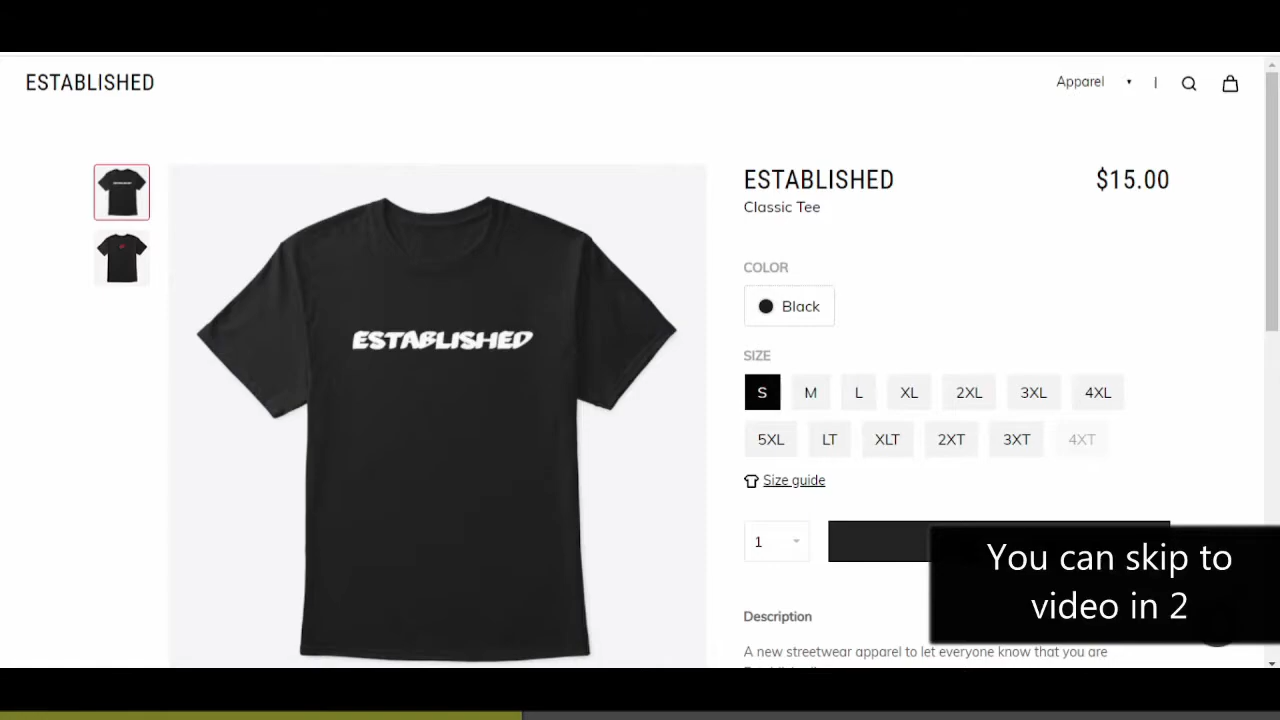 ESTABLISHED
Apparel
ESTABLISHED
ESTABLISHED $15.00
Classic Tee
COLOR
Black
SIZE
S M L XL 2XL 3XL 4XL
5XL LT XLT 2XT 3XT 4XT
Size guide
1
You can skip to
video in 2
Description
A new streetwear apparel to let everyone know that you are